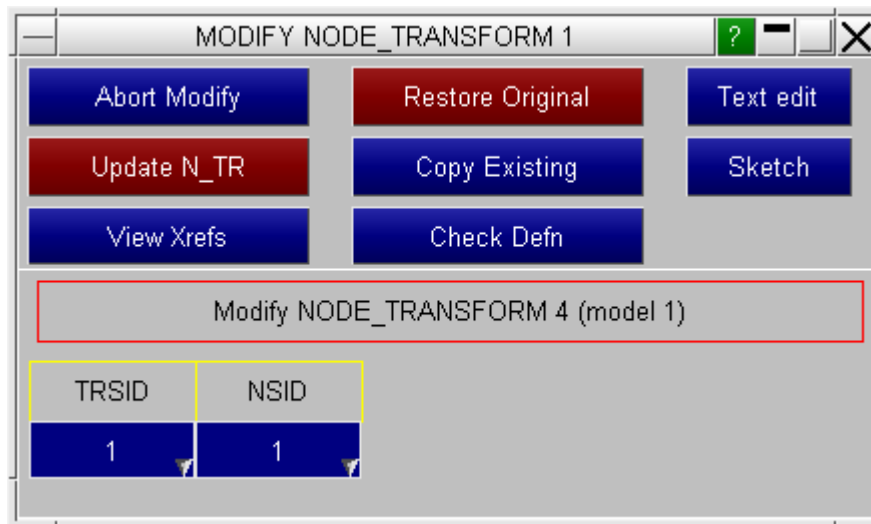 MODIFY NODE_TRANSFORM 1 ?
Abort Modify Restore Original Text edit
Update N_TR Copy Existing Sketch
View Xrefs Check Defn
Modify NODE_TRANSFORM 4 (model 1)
TRSID NSID
1 1